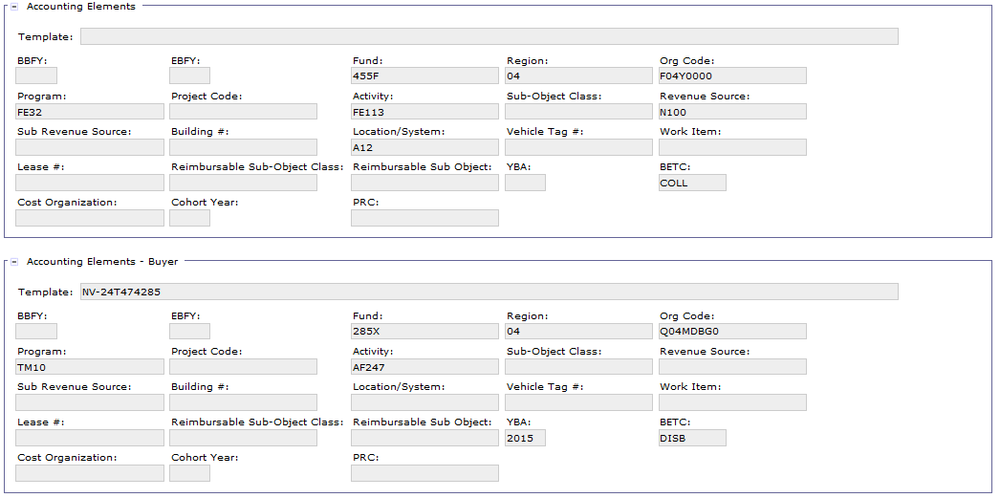 Accounting Elements
Template:
BBFY: EBFY: Fund: Region: Org Code:
455F 04 F04Y0000
Program: Project Code: Activity: Sub-Object Class: Revenue Source:
FE32 FE113 N100
Sub Revenue Source: Building #: Location/System: Vehicle Tag #: Work Item:
A12
Lease #: Reimbursable Sub-Object Class: Reimbursable Sub Object: YBA: BETC:
COLL
Cost Organization: Cohort Year: PRC:
Accounting Elements - Buyer
Template: NV-24T474285
BBFY: EBFY: Fund: Region: Org Code:
285X 04 Q04MDBG0
Program: Project Code: Activity: Sub-Object Class: Revenue Source:
TM10 AF247
Sub Revenue Source: Building #: Location/System: Vehicle Tag #: Work Item:
Lease #: Reimbursable Sub-Object Class: Reimbursable Sub Object: YBA: BETC:
2015 DISB
Cost Organization: Cohort Year: PRC: